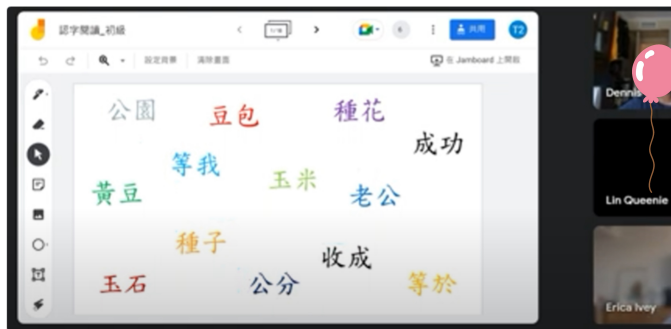 認字閱讀_初級
1/18
6
共用
T2
設定背景
清除畫面
在 Jamboard 上開啟
公園
豆包
種花
成功
等我
玉米
黃豆
老公
種子
收成
玉石
公分
等於
Dennis
Lin Queenie
Erica Ivey